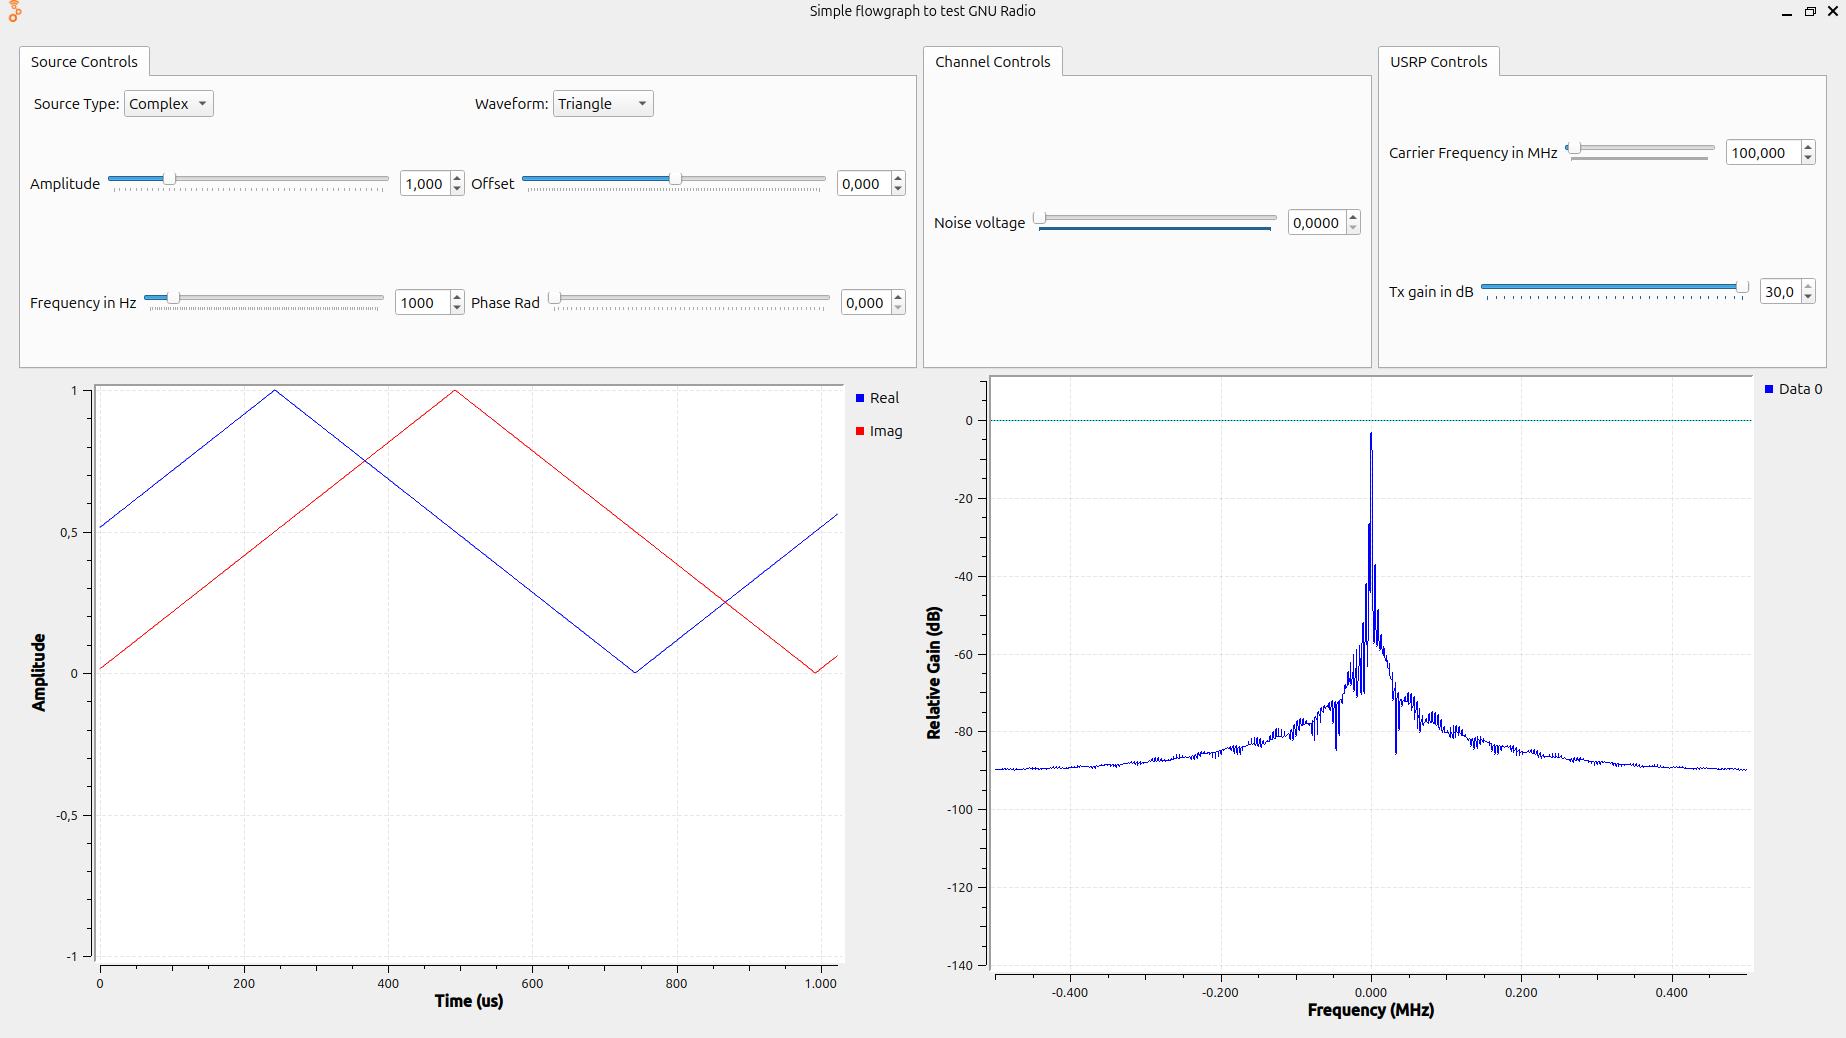 Simple flowgraph to test GNU Radio
Source Controls
Source Type: Complex
Waveform: Triangle
Amplitude 1,000
Offset 0,000
Frequency in Hz 1000
Phase Rad 0,000
Channel Controls
Noise voltage 0,0000
USRP Controls
Carrier Frequency in MHz 100,000
Tx gain in dB 30,0
1
0,5
0
-0,5
-1
Amplitude
0 200 400 600 800 1.000
Time (us)
Real
Imag
0
-20
-40
-60
-80
-100
-120
-140
Relative Gain (dB)
-0.400 -0.200 0.000 0.200 0.400
Frequency (MHz)
Data 0